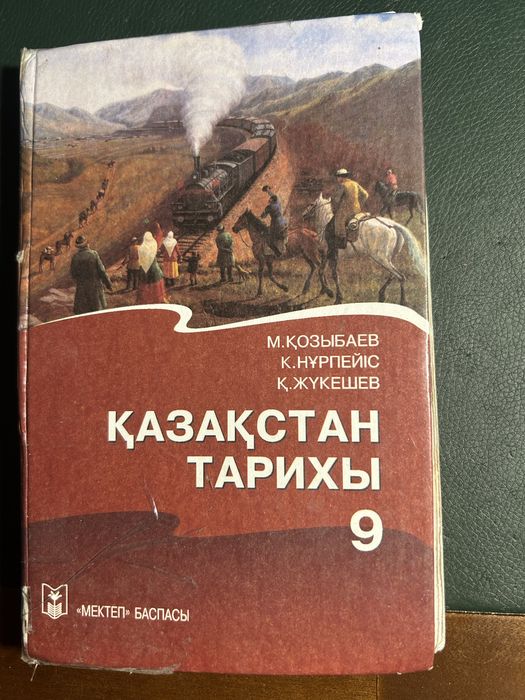 М.ҚОЗЫБАЕВ
К.НҰРПЕЙІС
Қ.ЖҮКЕШЕВ
ҚАЗАҚСТАН
ТАРИХЫ
9
«МЕКТЕП» БАСПАСЫ